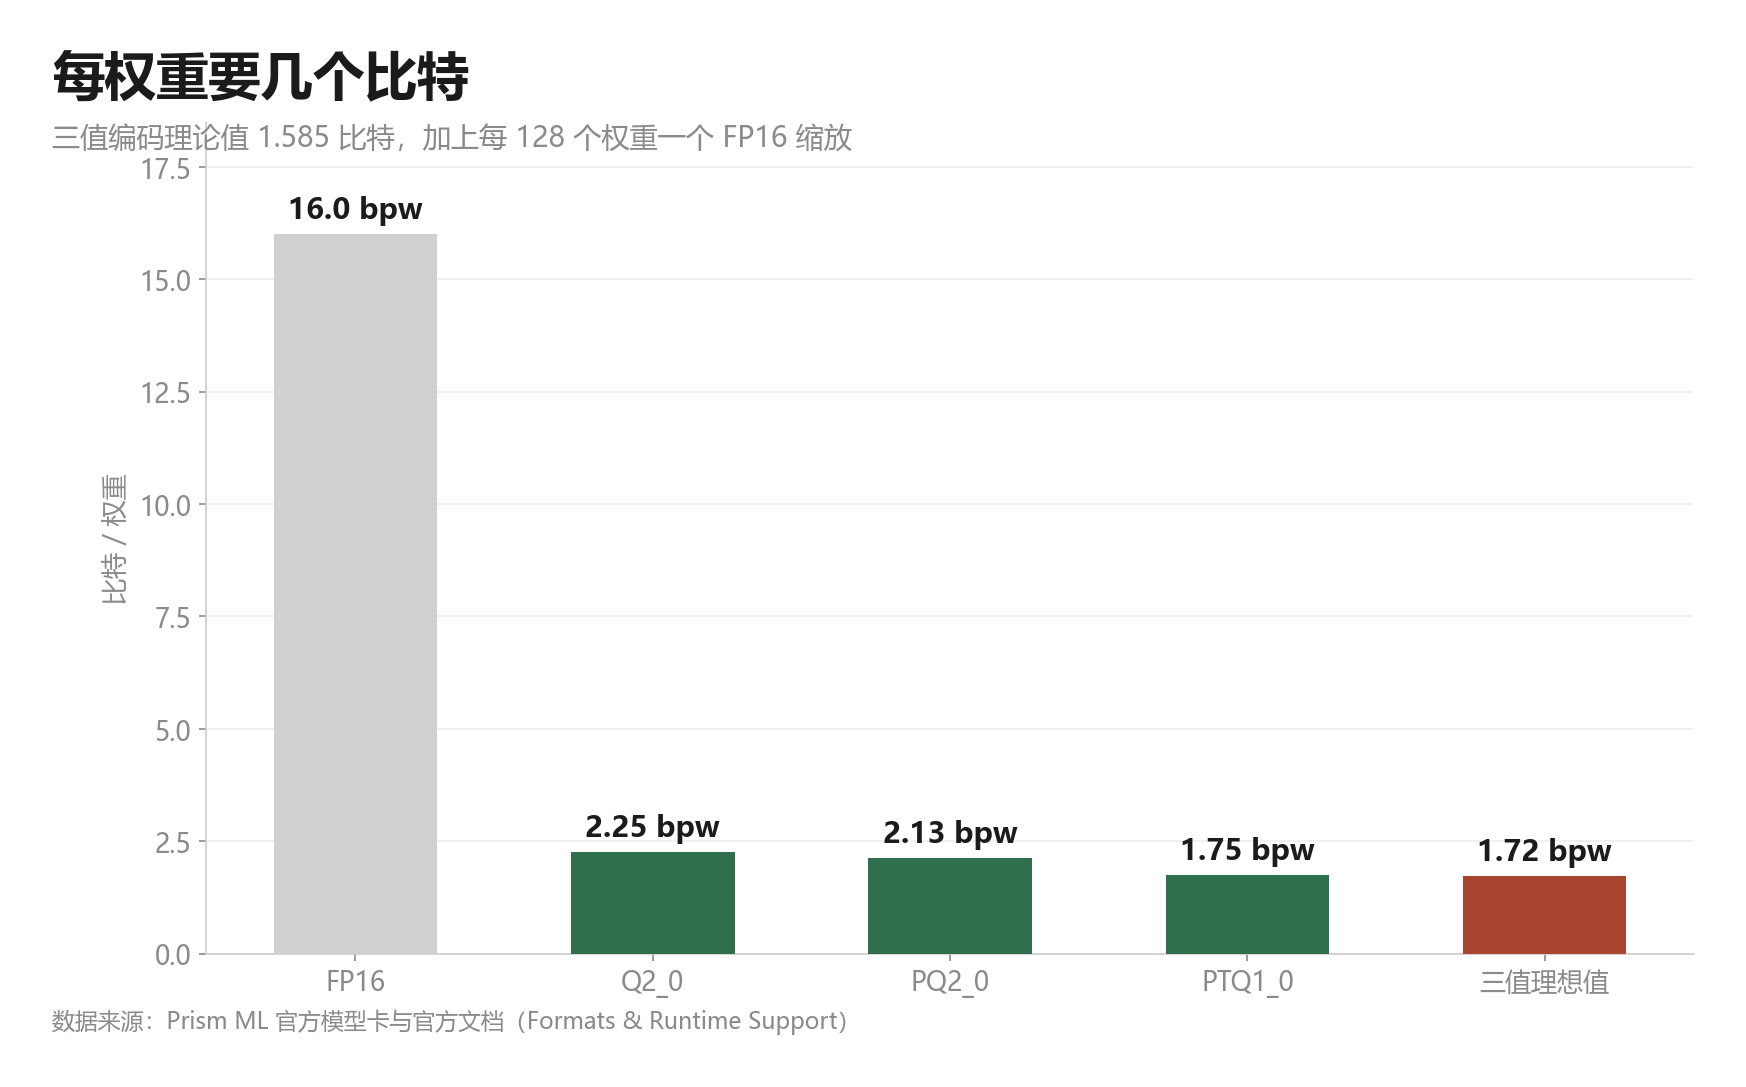 每权重要几个比特
三值编码理论值 1.585 比特，加上每 128 个权重一个 FP16 缩放
17.5
15.0
12.5
10.0
7.5
5.0
2.5
0.0
比特 / 权重
16.0 bpw
2.25 bpw
2.13 bpw
1.75 bpw
1.72 bpw
FP16
Q2_0
PQ2_0
PTQ1_0
三值理想值
数据来源：Prism ML 官方模型卡与官方文档（Formats & Runtime Support）